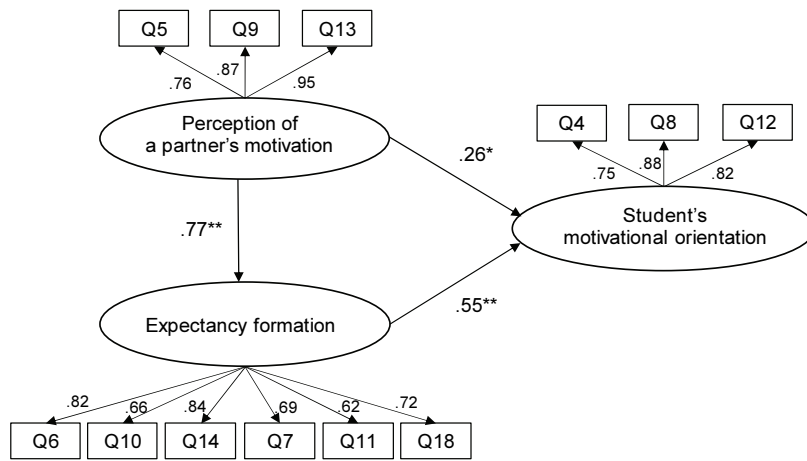 Q5 Q9 Q13
.76 .87 .95
Perception of
a partner's motivation
Q4 Q8 Q12
.75 .88 .82
Student's
motivational orientation
.26*
.77**
.55**
Expectancy formation
.82 .66 .84 .69 .62 .72
Q6 Q10 Q14 Q7 Q11 Q18